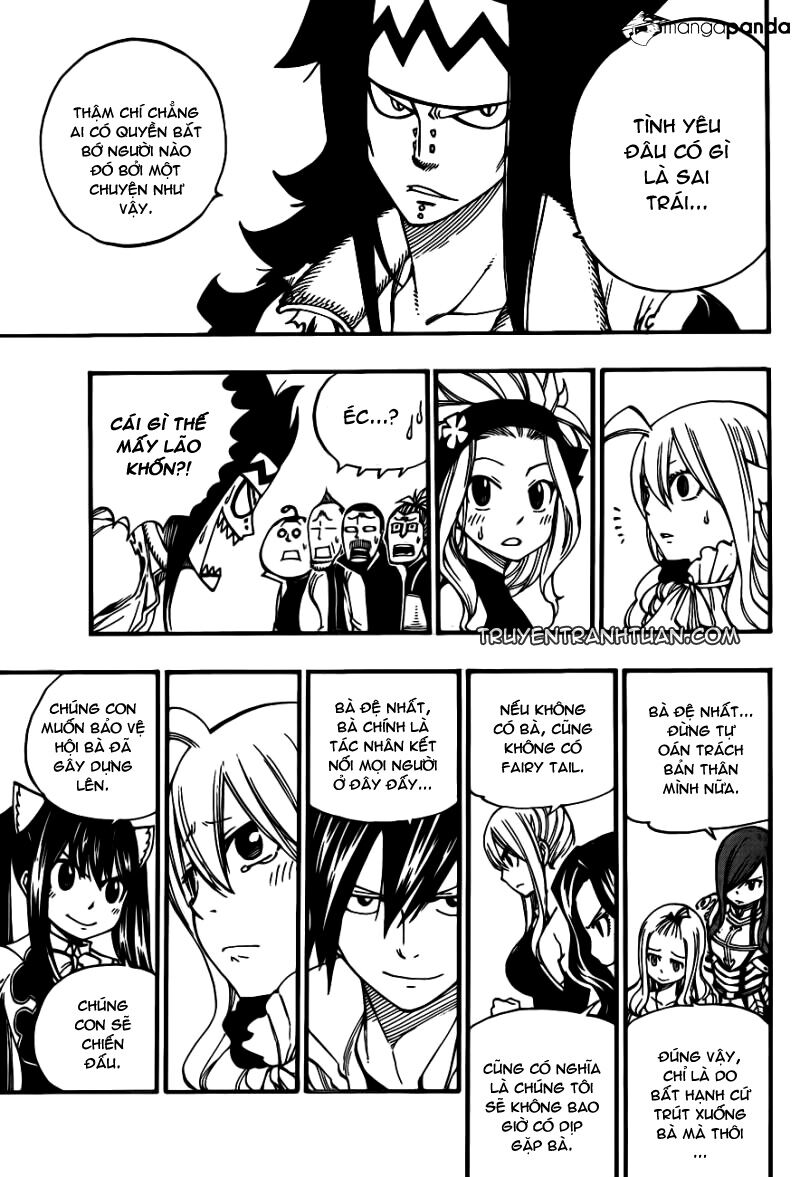 mangapanda
TÌNH YÊU
ĐÂU CÓ GÌ
LÀ SAI
TRÁI...
THẬM CHÍ CHẲNG
AI CÓ QUYỀN BẤT
BỚ NGƯỜI NÀO
ĐÓ BỞI MỘT
CHUYỆN NHƯ
VẬY.
ÉC...?
CÁI GÌ THẾ
MẤY LÃO
KHỐN?!
TRUYENTRANHTUAN.COM
BÀ ĐỆ NHẤT...
ĐỪNG TỰ
OÁN TRÁCH
BẢN THÂN
MÌNH NỮA.
ĐÚNG VẬY,
CHỈ LÀ DO
BẤT HẠNH CỨ
TRÚT XUỐNG
BÀ MÀ THÔI
...
NẾU KHÔNG
CÓ BÀ, CŨNG
KHÔNG CÓ
FAIRY TAIL.
CŨNG CÓ NGHĨA
LÀ CHÚNG TÔI
SẼ KHÔNG BAO
GIỜ CÓ DỊP
GẶP BÀ.
BÀ ĐỆ NHẤT,
BÀ CHÍNH LÀ
TÁC NHÂN KẾT
NỐI MỌI NGƯỜI
Ở ĐÂY ĐẤY...
CHÚNG CON
MUỐN BẢO VỆ
HỘI BÀ ĐÃ
GÂY DỰNG
LÊN.
CHÚNG
CON SẼ
CHIẾN
ĐẤU.